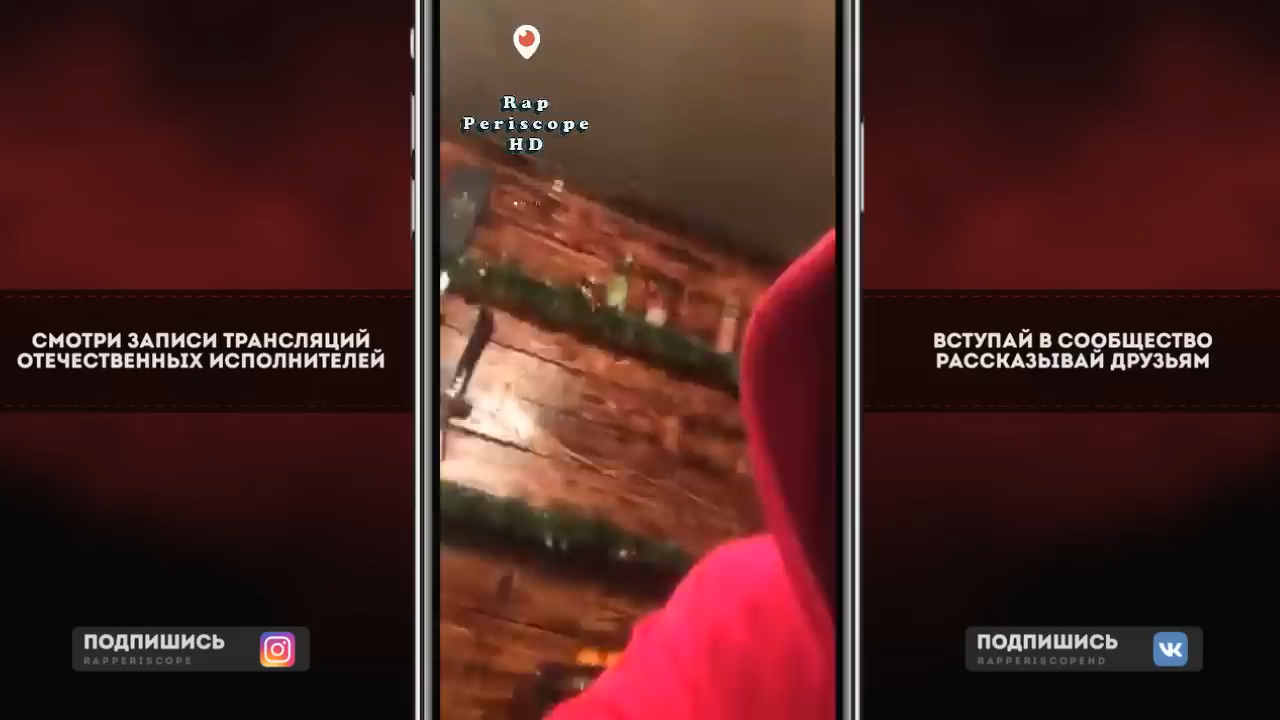 Rap
Periscope
HD
СМОТРИ ЗАПИСИ ТРАНСЛЯЦИЙ
ОТЕЧЕСТВЕННЫХ ИСПОЛНИТЕЛЕЙ
ВСТУПАЙ В СООБЩЕСТВО
РАССКАЗЫВАЙ ДРУЗЬЯМ
ПОДПИШИСЬ
RAPPERISCOPE
ПОДПИШИСЬ
RAPPERISCOPEHD